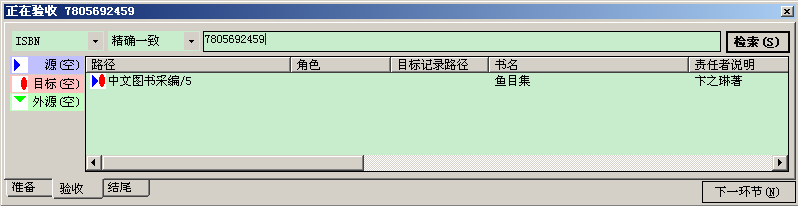 正在验收 7805692459
ISBN 精确一致 7805692459 检索(S)
源(空)
目标(空)
外源(空)
路径 角色 目标记录路径 书名 责任者说明
中文图书采编/5 鱼目集 卞之琳著
准备 验收 结尾 下一环节(N)